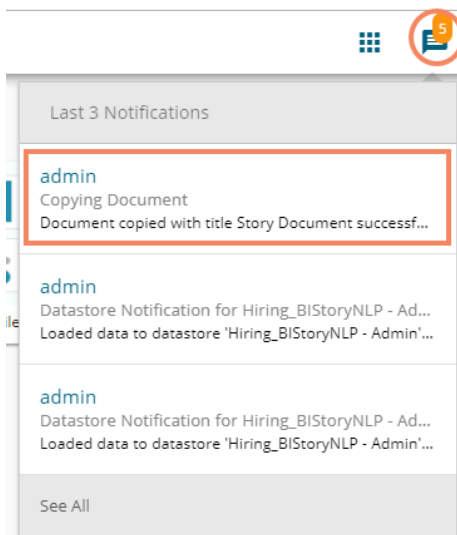 5
Last 3 Notifications
admin
Copying Document
Document copied with title Story Document successf...
admin
Datastore Notification for Hiring_BIStoryNLP - Ad...
Loaded data to datastore 'Hiring_BIStoryNLP - Admin'...
ile
admin
Datastore Notification for Hiring_BIStoryNLP - Ad...
Loaded data to datastore 'Hiring_BIStoryNLP - Admin'...
See All